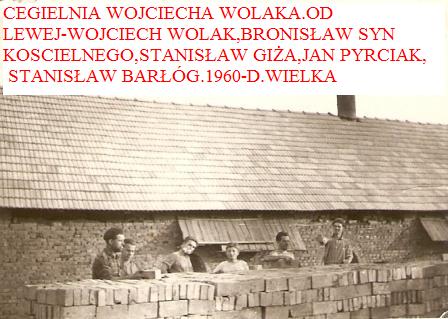 CEGIELNIA WOJCIECHA WOLAKA.OD
LEWEJ-WOJCIECH WOLAK,BRONISŁAW SYN
KOSCIELNEGO,STANISŁAW GIŻA,JAN PYRCIAK,
STANISŁAW BARŁÓG.1960-D.WIELKA